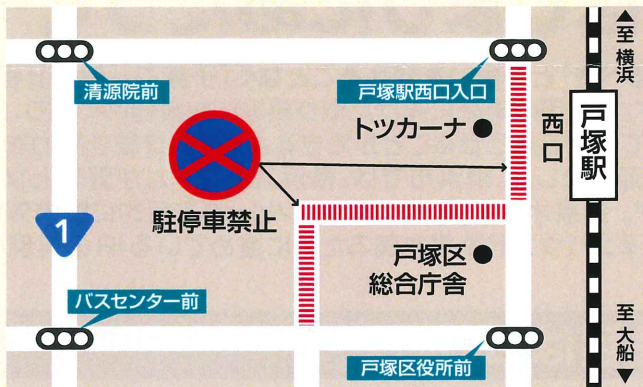 ▲至 横浜
清源院前
戸塚駅西口入口
トツカーナ●
西口
戸塚駅
駐停車禁止
1
戸塚区●
総合庁舎
バスセンター前
戸塚区役所前
至 大船▼